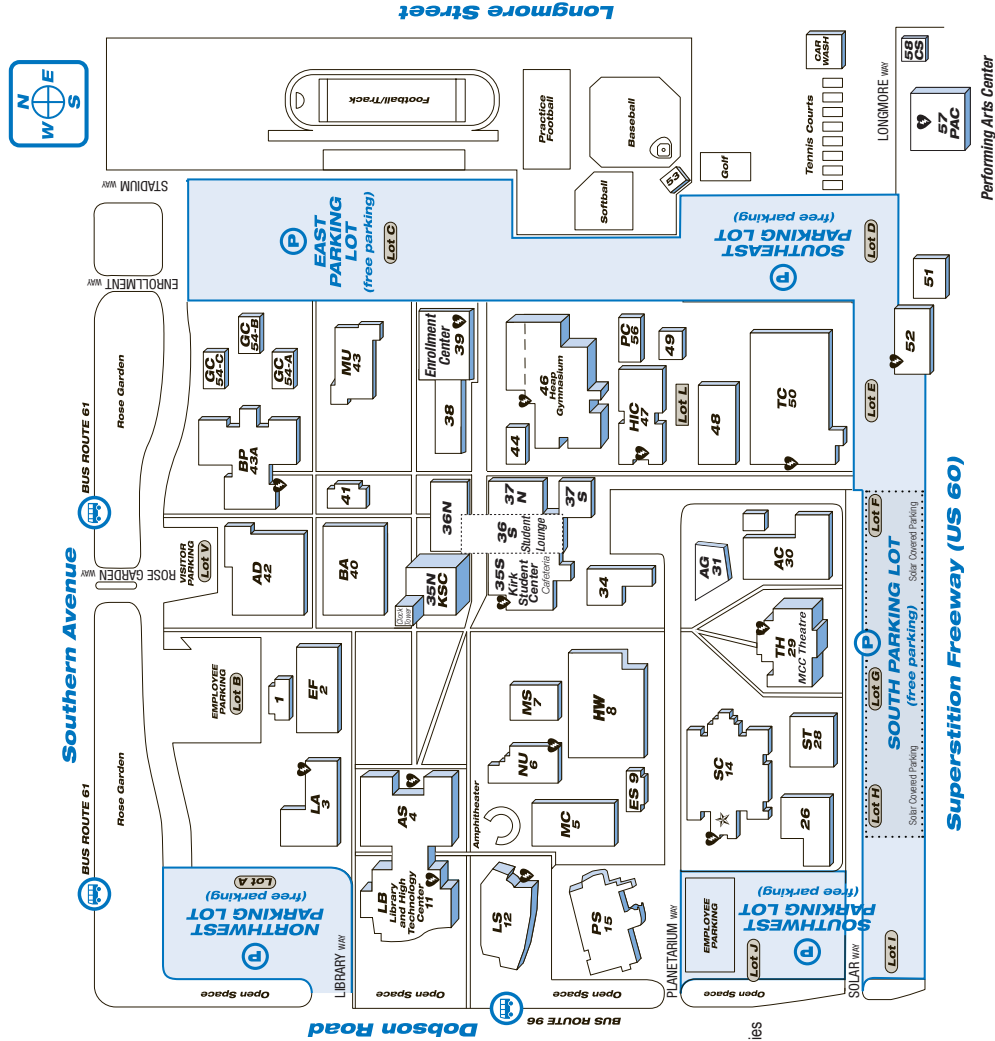 Longmore Street
N
E
S
W
STADIUM WAY
ENROLLMENT WAY
ROSE GARDEN WAY
BUS ROUTE 61
BUS ROUTE 61
Rose Garden
Rose Garden
Southern Avenue
Football/Track
Practice
Football
Baseball
Softball
53
Golf
Tennis Courts
CAR
WASH
LONGMORE WAY
58
CS
57
PAC
Performing Arts Center
P
EAST
PARKING
LOT
(free parking)
Lot C
P
SOUTHEAST
PARKING LOT
(free parking)
Lot D
51
52
Lot E
GC
54-C
GC
54-B
GC
54-A
MU
43
Enrollment
Center
39
38
46
Heap
Gymnasium
44
PC
56
49
HIC
47
Lot L
48
TC
50
BP
43A
41
36N
37
N
37
S
36
S
Student
Lounge
VISITOR
PARKING
Lot V
AD
42
BA
40
35N
KSC
Clock
Tower
35S
Kirk
Student
Center
Cafeteria
34
AG
31
AC
30
TH
29
MCC Theatre
Lot F
Solar Covered Parking
P
SOUTH PARKING LOT
(free parking)
Lot G
Solar Covered Parking
Lot H
Superstition Freeway (US 60)
EMPLOYEE
PARKING
Lot B
1
EF
2
LA
3
AS
4
Amphitheater
MS
7
NU
6
HW
8
ES 9
MC
5
SC
14
ST
28
26
Lot A
NORTHWEST
PARKING LOT
(free parking)
P
LIBRARY WAY
LB
Library
and High
Technology
Center
11
LS
12
PS
15
PLANETARIUM WAY
EMPLOYEE
PARKING
Lot J
SOUTHWEST
PARKING LOT
(free parking)
P
SOLAR WAY
Lot I
Open Space
Open Space
Open Space
Open Space
Dobson Road
BUS ROUTE 96
ies